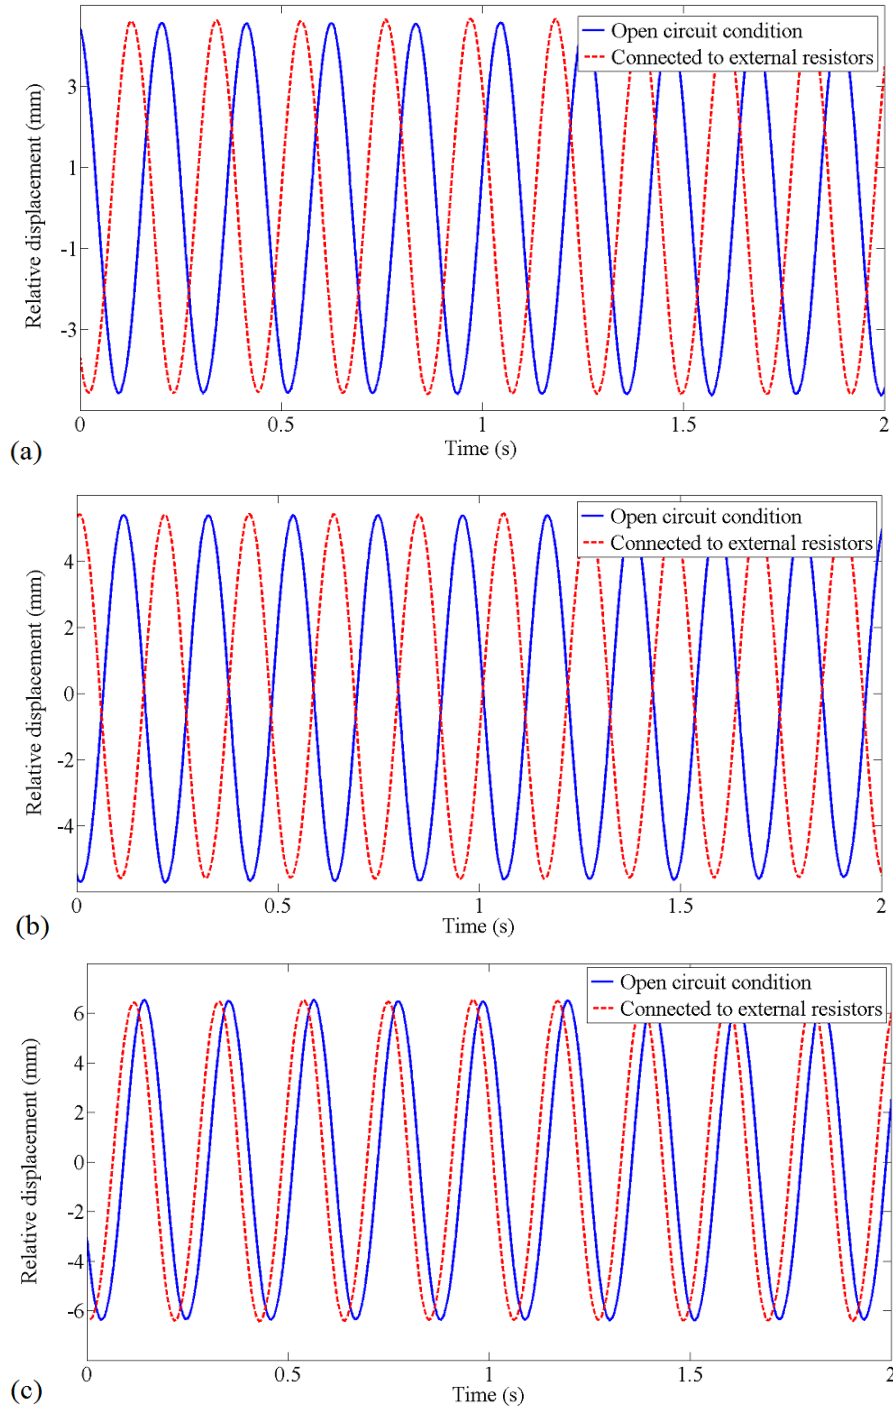 Open circuit condition
Connected to external resistors
Relative displacement (mm)
3
1
-1
-3
0
0.5
1
1.5
2
Time (s)
(a)
Open circuit condition
Connected to external resistors
Relative displacement (mm)
4
2
0
-2
-4
0
0.5
1
1.5
2
Time (s)
(b)
Open circuit condition
Connected to external resistors
Relative displacement (mm)
6
4
2
0
-2
-4
-6
0
0.5
1
1.5
2
Time (s)
(c)